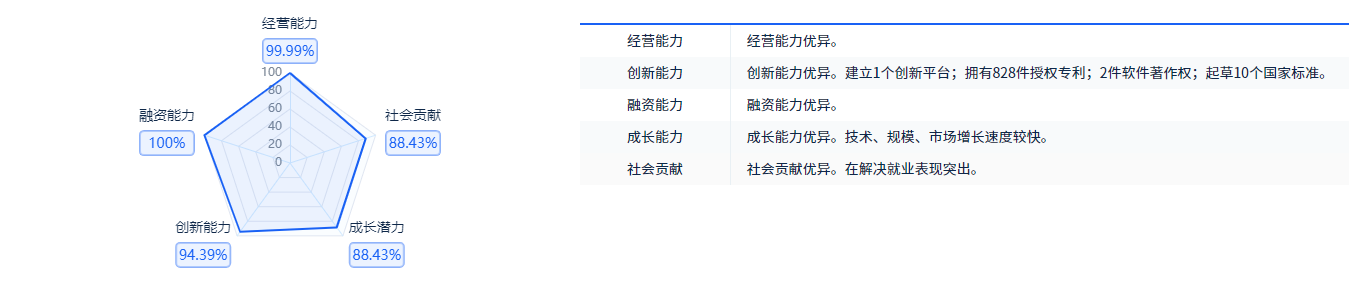 经营能力
99.99%
100
80
60
40
20
0
融资能力
100%
社会贡献
88.43%
创新能力
94.39%
成长潜力
88.43%
经营能力 经营能力优异。
创新能力 创新能力优异。建立1个创新平台；拥有828件授权专利；2件软件著作权；起草10个国家标准。
融资能力 融资能力优异。
成长能力 成长能力优异。技术、规模、市场增长速度较快。
社会贡献 社会贡献优异。在解决就业表现突出。